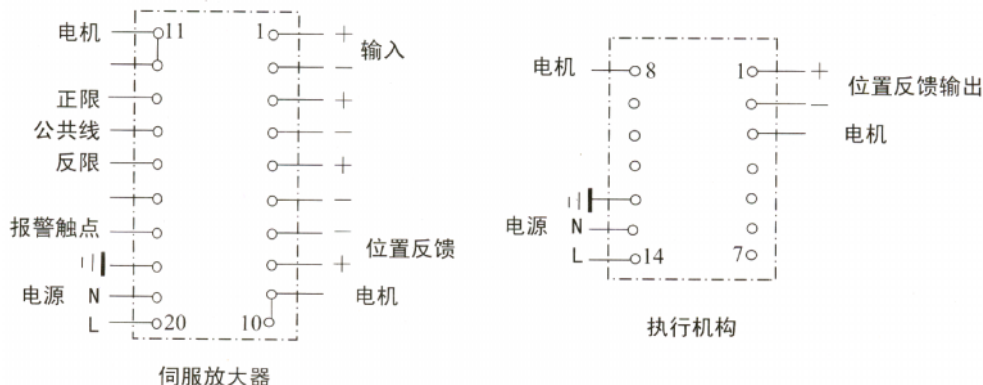 电机 11 1 + 输入
−
正限 +
公共线 −
反限 +
−
报警触点 −
+ 位置反馈
电源 N 电机
L 20 10
伺服放大器
电机 8 1 + 位置反馈输出
−
电机
电源 N
L 14 7
执行机构